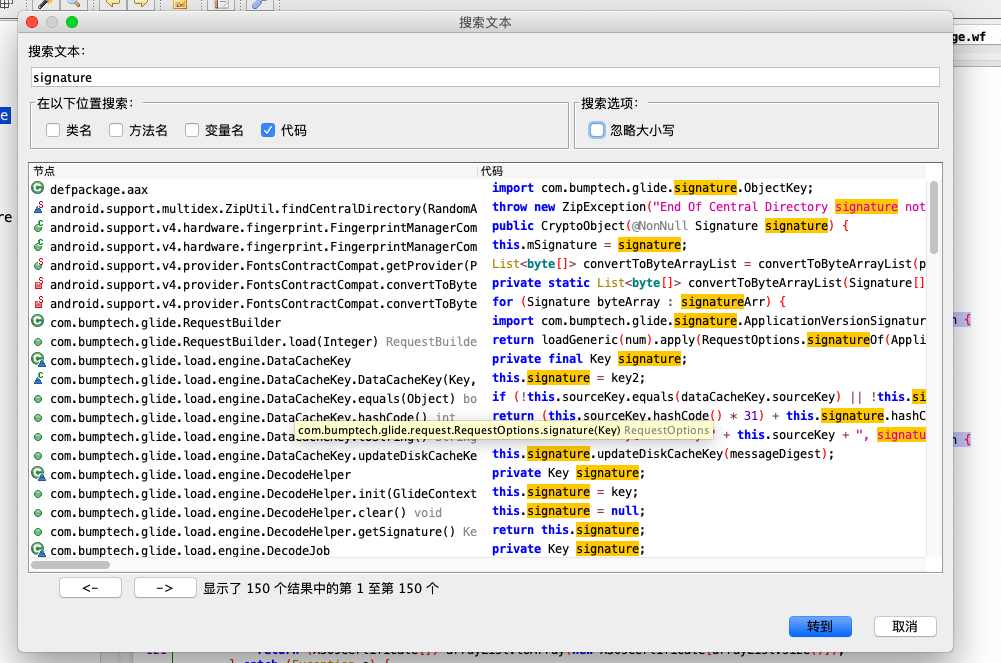 搜索文本
ge.wf
搜索文本:
signature
在以下位置搜索:
搜索选项:
类名
方法名
变量名
代码
忽略大小写
e
re
节点
代码
defpackage.aax
import com.bumptech.glide.signature.ObjectKey;
android.support.multidex.ZipUtil.findCentralDirectory(RandomA
throw new ZipException("End Of Central Directory signature not
android.support.v4.hardware.fingerprint.FingerprintManagerCom
public CryptoObject(@NonNull Signature signature) {
android.support.v4.hardware.fingerprint.FingerprintManagerCom
this.mSignature = signature;
android.support.v4.provider.FontsContractCompat.getProvider(P
List<byte[]> convertToByteArrayList = convertToByteArrayList(p
android.support.v4.provider.FontsContractCompat.convertToByte
private static List<byte[]> convertToByteArrayList(Signature[]
android.support.v4.provider.FontsContractCompat.convertToByte
for (Signature byteArray : signatureArr) {
com.bumptech.glide.RequestBuilder
import com.bumptech.glide.signature.ApplicationVersionSignatur
com.bumptech.glide.RequestBuilder.load(Integer) RequestBuilde
return loadGeneric(num).apply(RequestOptions.signatureOf(Appli
com.bumptech.glide.load.engine.DataCacheKey
private final Key signature;
com.bumptech.glide.load.engine.DataCacheKey.DataCacheKey(Key,
this.signature = key2;
com.bumptech.glide.load.engine.DataCacheKey.equals(Object) bo
if (!this.sourceKey.equals(dataCacheKey.sourceKey) || !this.si
com.bumptech.glide.load.engine.DataCacheKey.hashCode() int
return (this.sourceKey.hashCode() * 31) + this.signature.hashC
com.bumptech.glide.request.RequestOptions.signature(Key) RequestOptions
com.bumptech.glide.load.engine.Data
" + this.sourceKey + ", signatu
com.bumptech.glide.load.engine.DataCacheKey.updateDiskCacheKe
this.signature.updateDiskCacheKey(messageDigest);
com.bumptech.glide.load.engine.DecodeHelper
private Key signature;
com.bumptech.glide.load.engine.DecodeHelper.init(GlideContext
this.signature = key;
com.bumptech.glide.load.engine.DecodeHelper.clear() void
this.signature = null;
com.bumptech.glide.load.engine.DecodeHelper.getSignature() Ke
return this.signature;
com.bumptech.glide.load.engine.DecodeJob
private Key signature;
n {
n {
<-
->
显示了 150 个结果中的第 1 至第 150 个
转到
取消